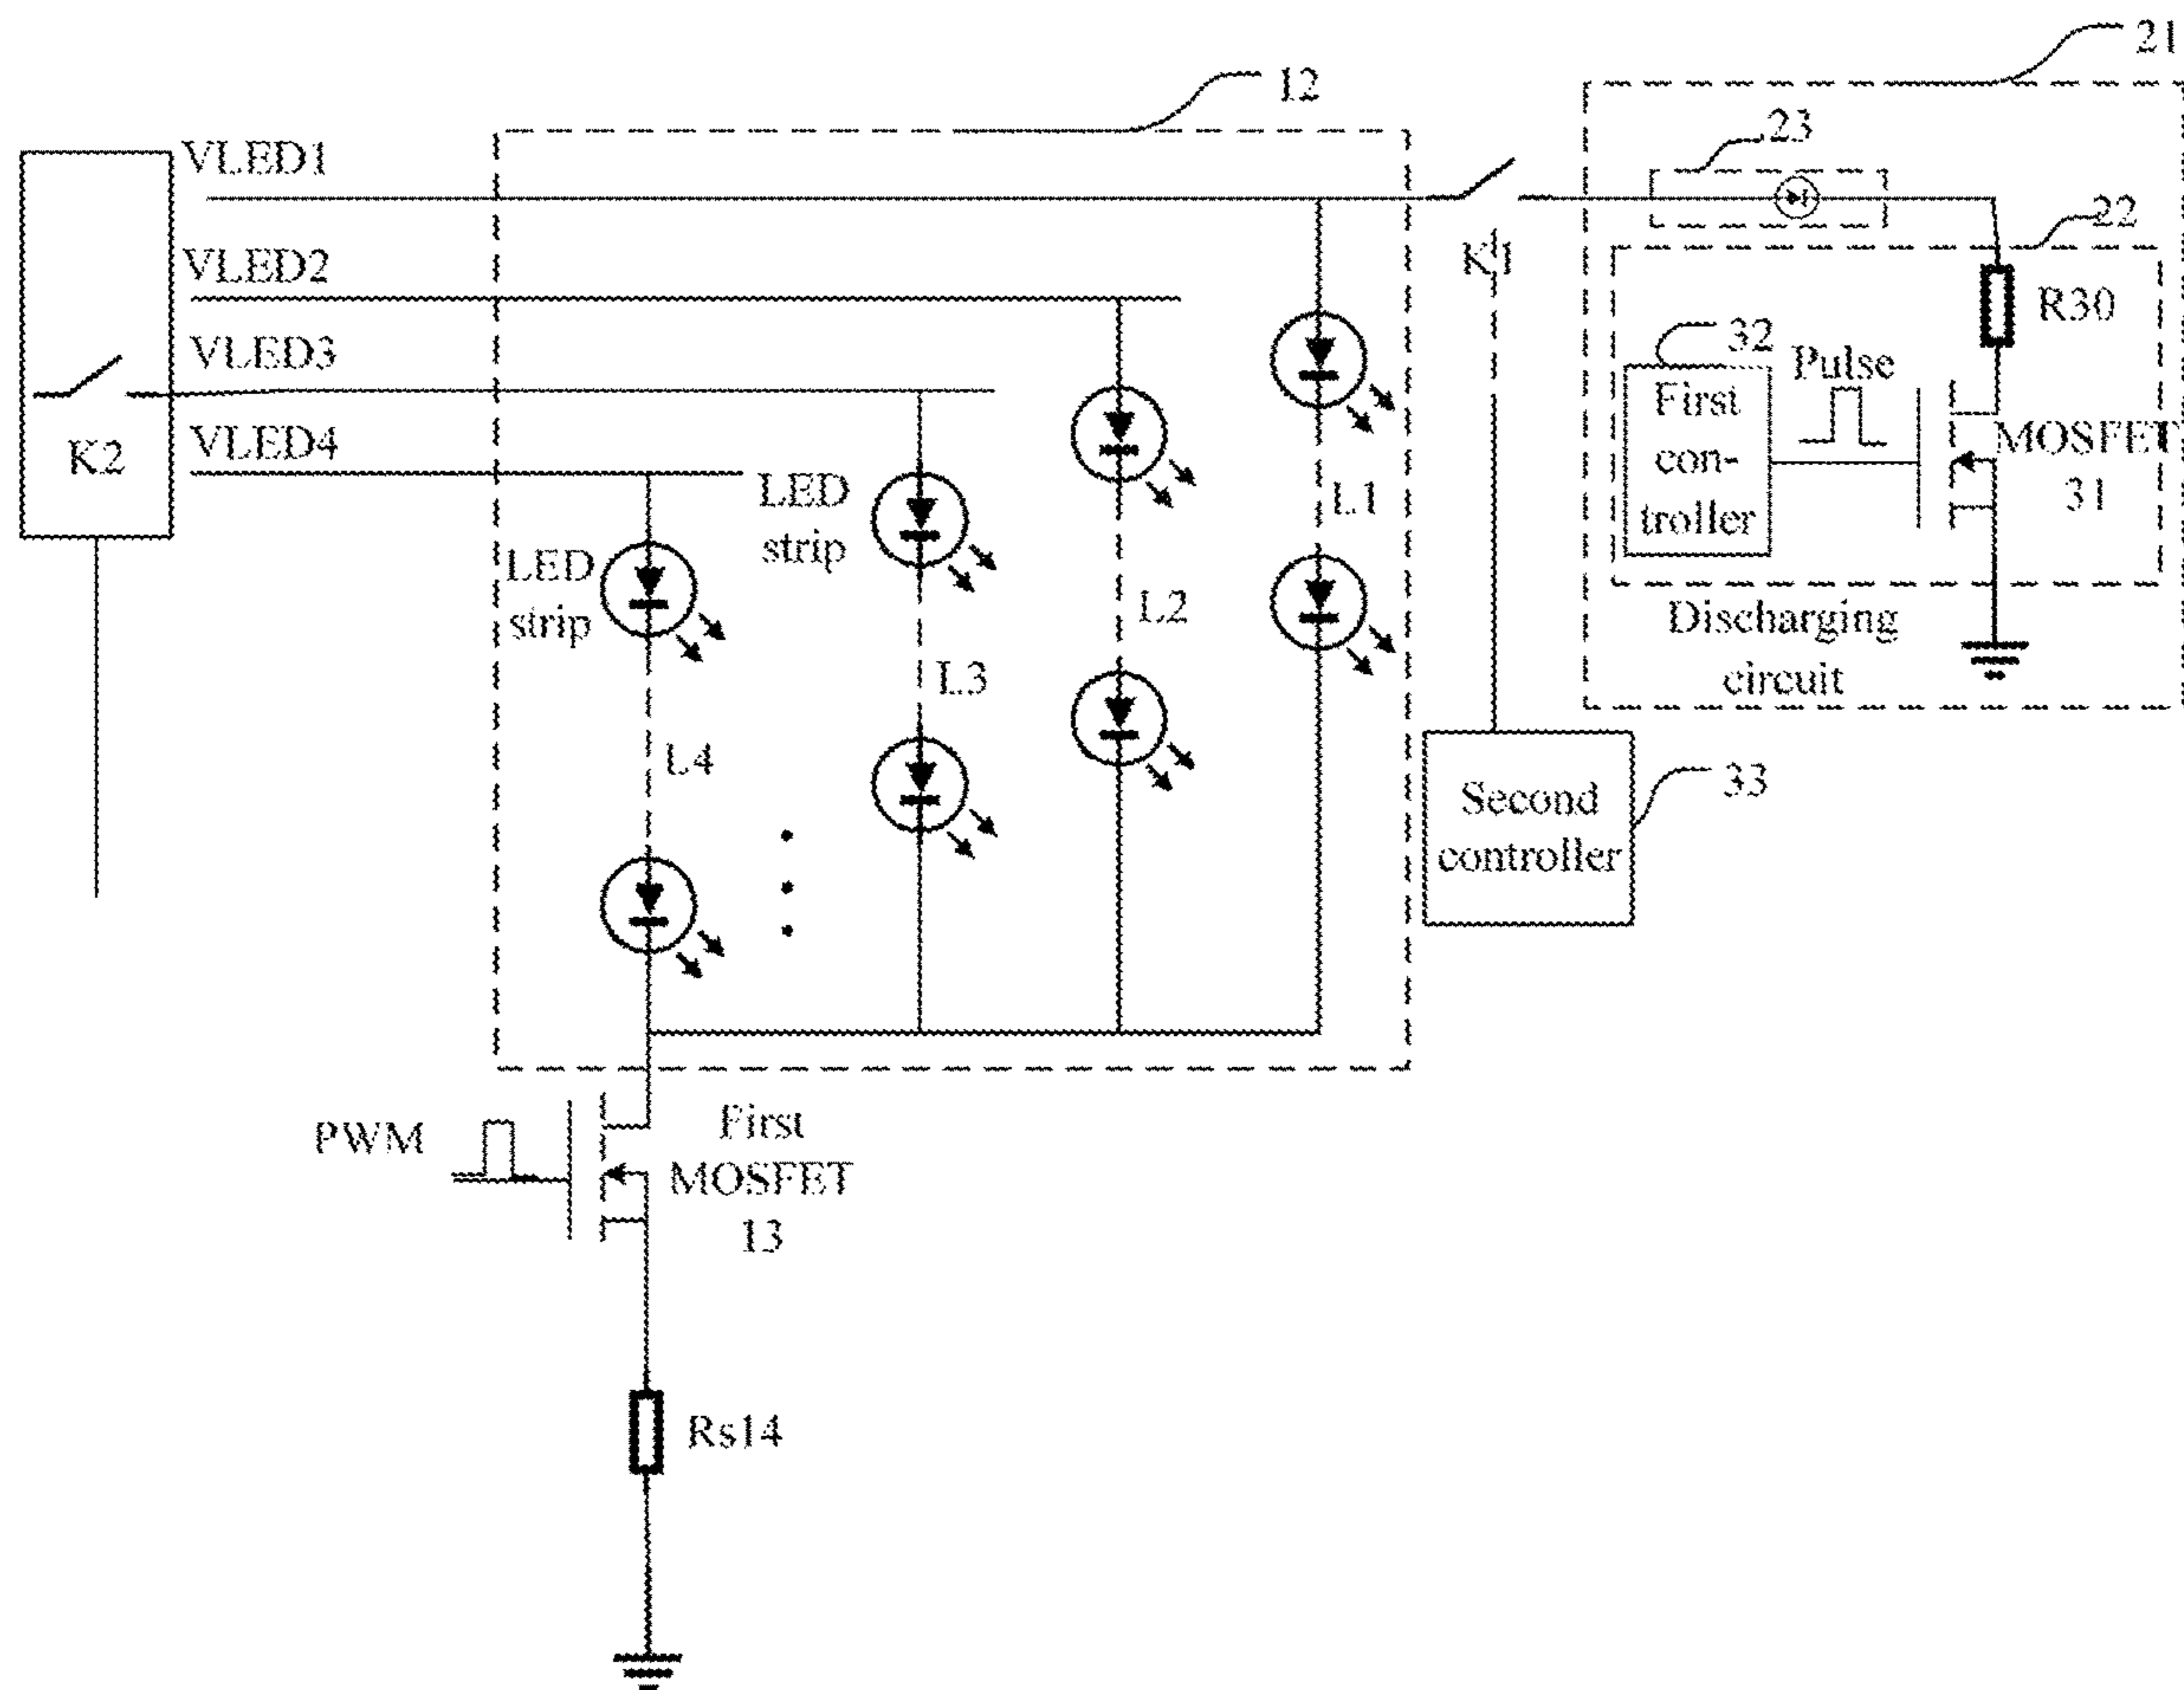 21
12
VLED1
23
VLED2
22
K1
R30
VLED3
32
Pulse
First
con-
troller
K2
VLED4
MOSFET
31
LED
strip
L1
LED
strip
L2
Discharging
circuit
L3
L4
33
Second
controller
PWM
First
MOSFET
13
Rs14